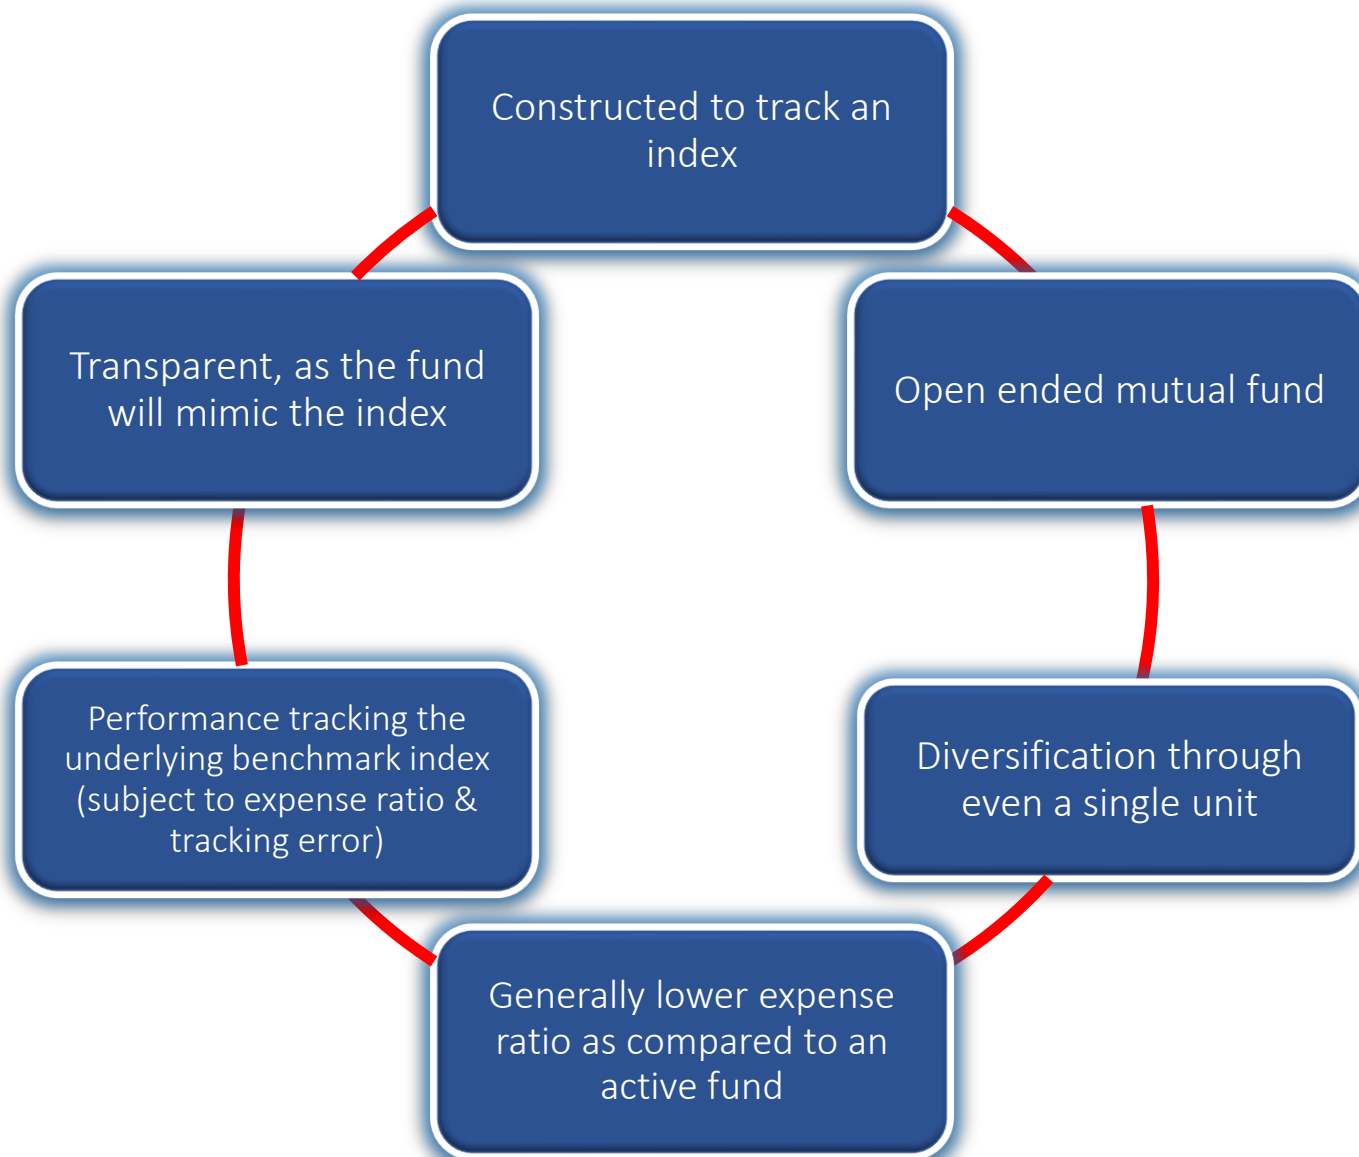 Constructed to track an
index
Transparent, as the fund
will mimic the index
Open ended mutual fund
Performance tracking the
underlying benchmark index
(subject to expense ratio &
tracking error)
Diversification through
even a single unit
Generally lower expense
ratio as compared to an
active fund